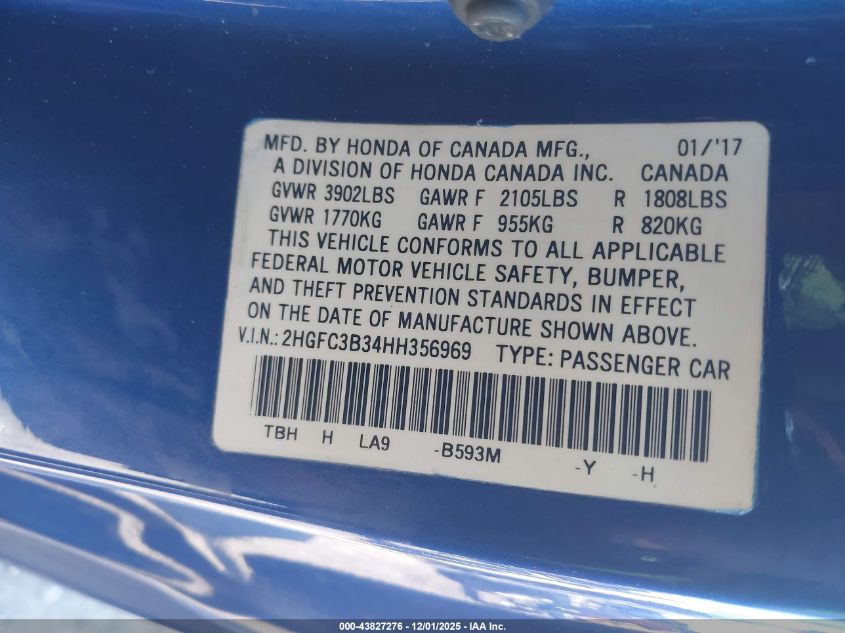 MFD. BY HONDA OF CANADA MFG., 01/'17
A DIVISION OF HONDA CANADA INC. CANADA
GVWR 3902LBS GAWR F 2105LBS R 1808LBS
GVWR 1770KG GAWR F 955KG R 820KG
THIS VEHICLE CONFORMS TO ALL APPLICABLE
FEDERAL MOTOR VEHICLE SAFETY, BUMPER,
AND THEFT PREVENTION STANDARDS IN EFFECT
ON THE DATE OF MANUFACTURE SHOWN ABOVE.
V.I.N.: 2HGFC3B34HH356969 TYPE: PASSENGER CAR
TBH H LA9 -B593M -Y -H
000-43827276 - 12/01/2025 - IAA Inc.